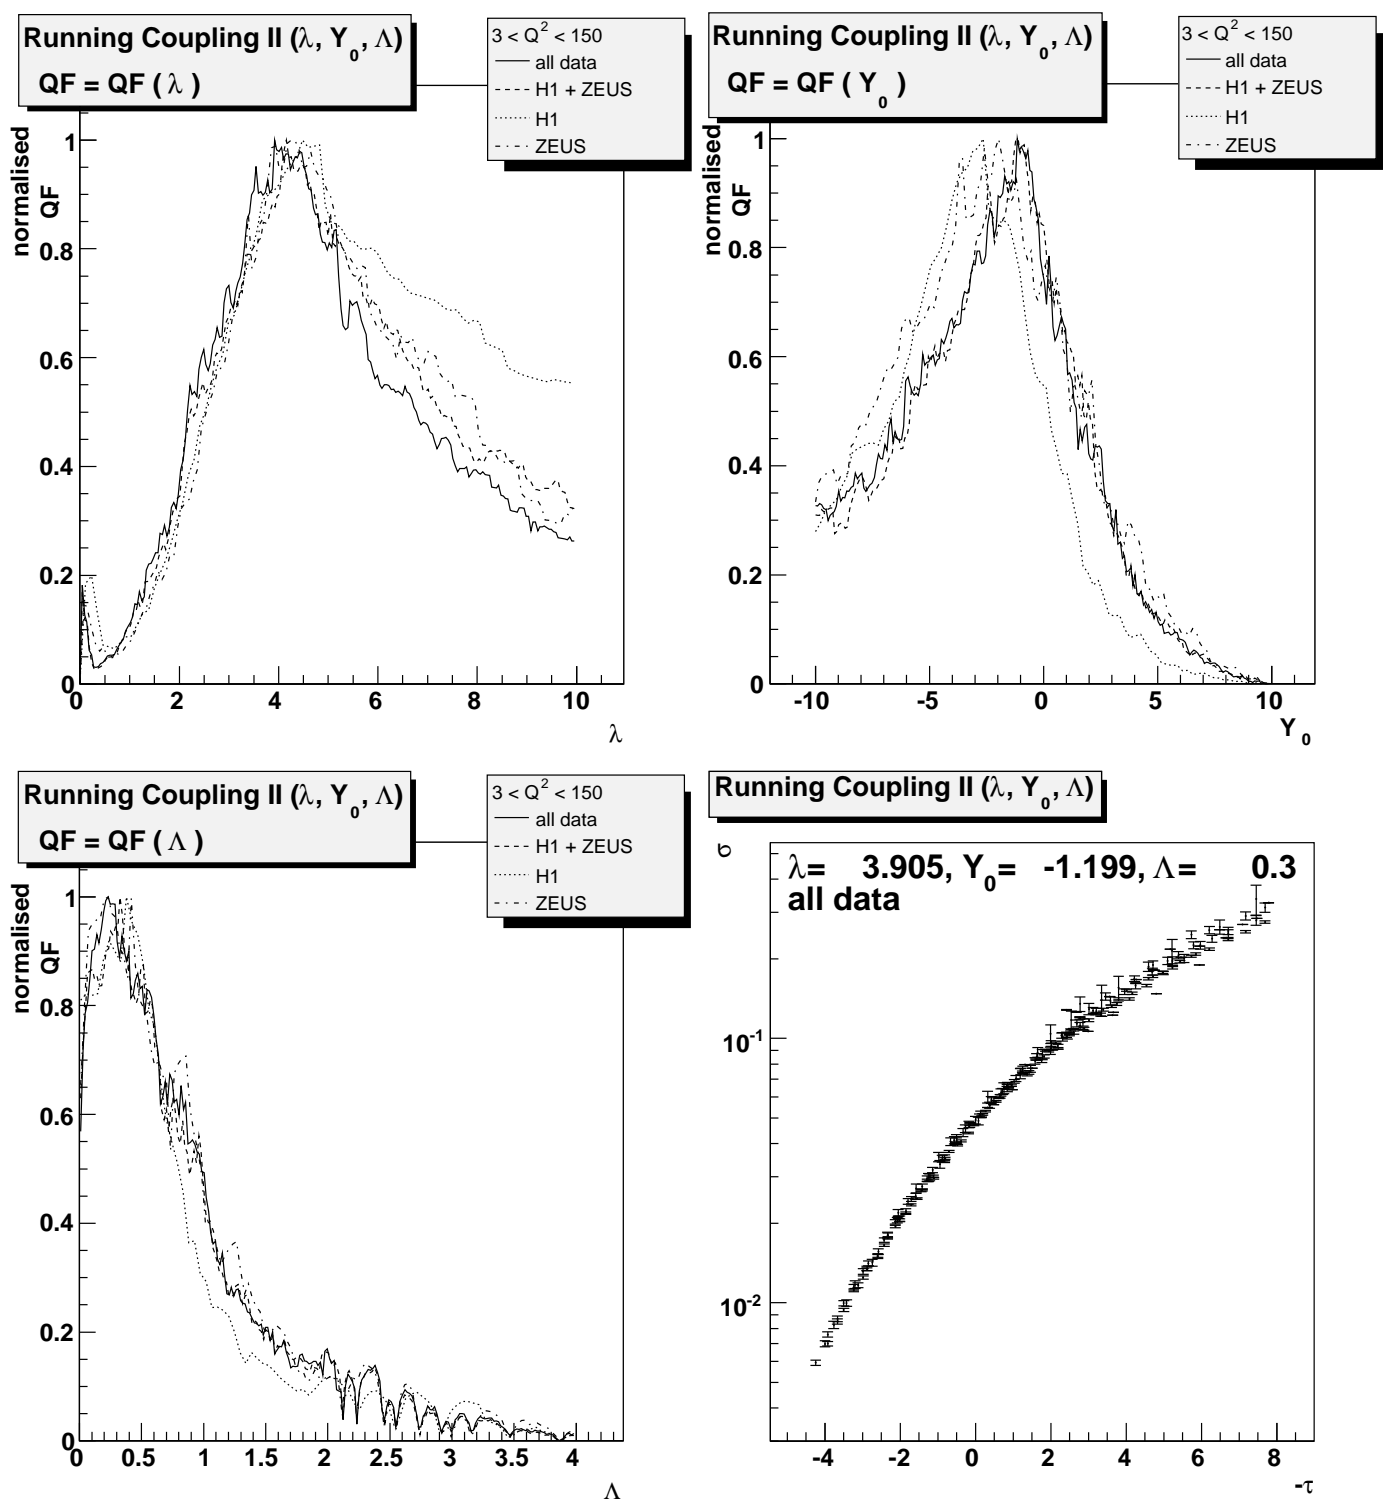 Running Coupling II (λ, Y₀, Λ)
QF = QF ( λ )
3 < Q² < 150
all data
H1 + ZEUS
H1
ZEUS
normalised
QF
1
0.8
0.6
0.4
0.2
0
0 2 4 6 8 10
λ
Running Coupling II (λ, Y₀, Λ)
QF = QF ( Y₀ )
3 < Q² < 150
all data
H1 + ZEUS
H1
ZEUS
normalised
QF
1
0.8
0.6
0.4
0.2
0
-10 -5 0 5 10
Y₀
Running Coupling II (λ, Y₀, Λ)
QF = QF ( Λ )
3 < Q² < 150
all data
H1 + ZEUS
H1
ZEUS
normalised
QF
1
0.8
0.6
0.4
0.2
0
0 0.5 1 1.5 2 2.5 3 3.5 4
Λ
Running Coupling II (λ, Y₀, Λ)
σ
λ= 3.905, Y₀= -1.199, Λ= 0.3
all data
10⁻¹
10⁻²
-4 -2 0 2 4 6 8
-τ